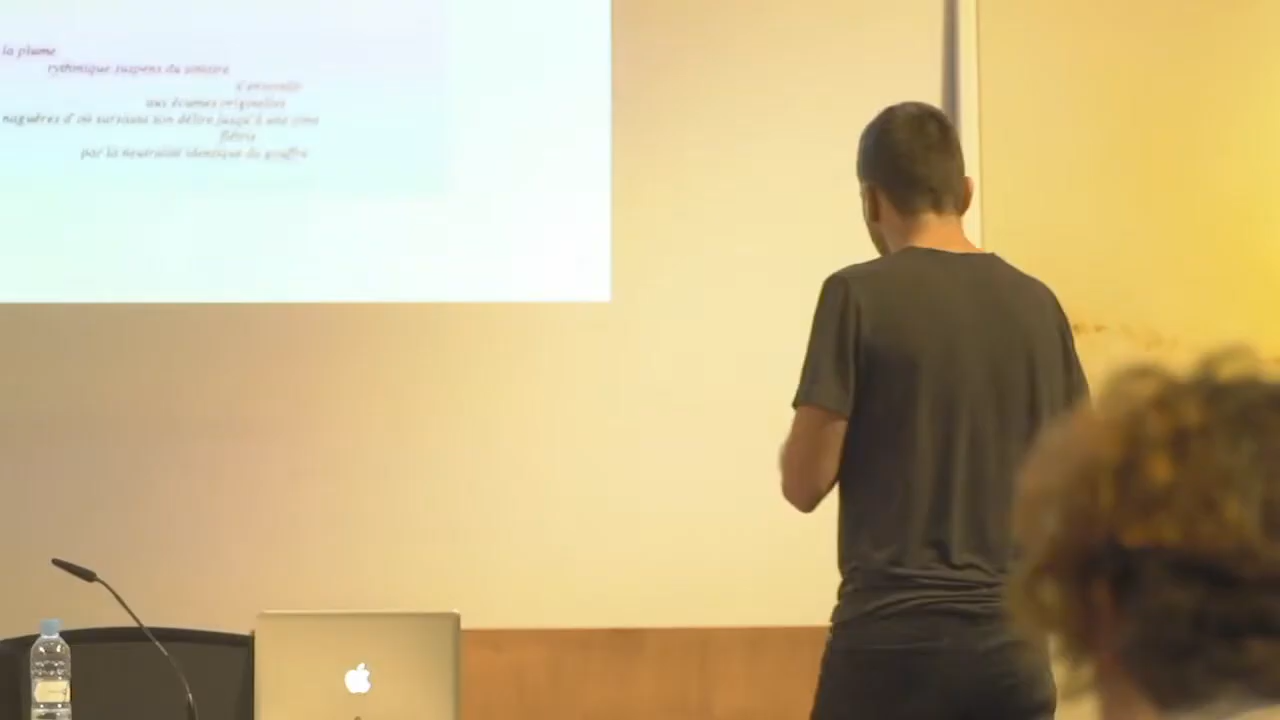 la plume
rythmique suspens du sinistre
s'ensevelir
aux écumes originelles
naguères d'où sursauta son délire jusqu'à une cime
flétrie
par la neutralité identique du gouffre